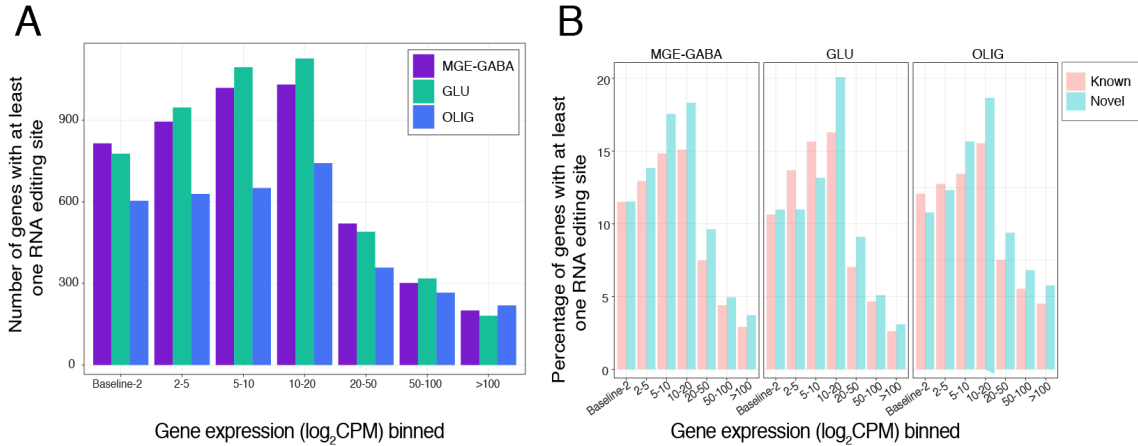 A
Number of genes with at least
one RNA editing site
900
600
300
0
MGE-GABA
GLU
OLIG
Baseline-2 2-5 5-10 10-20 20-50 50-100 >100
Gene expression (log₂CPM) binned
B
Percentage of genes with at least
one RNA editing site
MGE-GABA GLU OLIG
20
15
10
5
0
Known
Novel
Baseline-2 2-5 5-10 10-20 20-50 50-100 >100 Baseline-2 2-5 5-10 10-20 20-50 50-100 >100 Baseline-2 2-5 5-10 10-20 20-50 50-100 >100
Gene expression (log₂CPM) binned